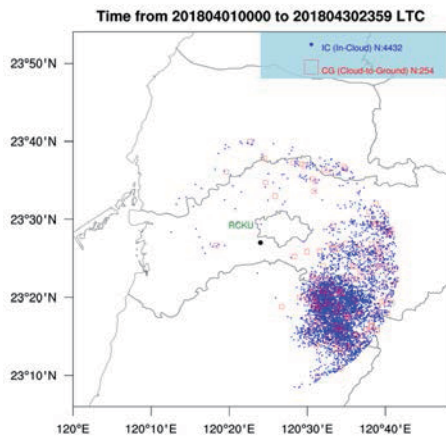 Time from 201804010000 to 201804302359 LTC
IC (In-Cloud) N:4432
CG (Cloud-to-Ground) N:254
23°50'N
23°40'N
23°30'N
RCKU
23°20'N
23°10'N
120°E 120°10'E 120°20'E 120°30'E 120°40'E